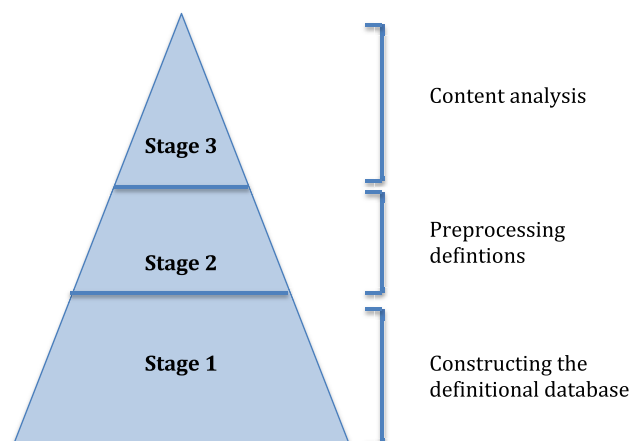 Content analysis
Stage 3
Preprocessing
defintions
Stage 2
Stage 1
Constructing the
definitional database